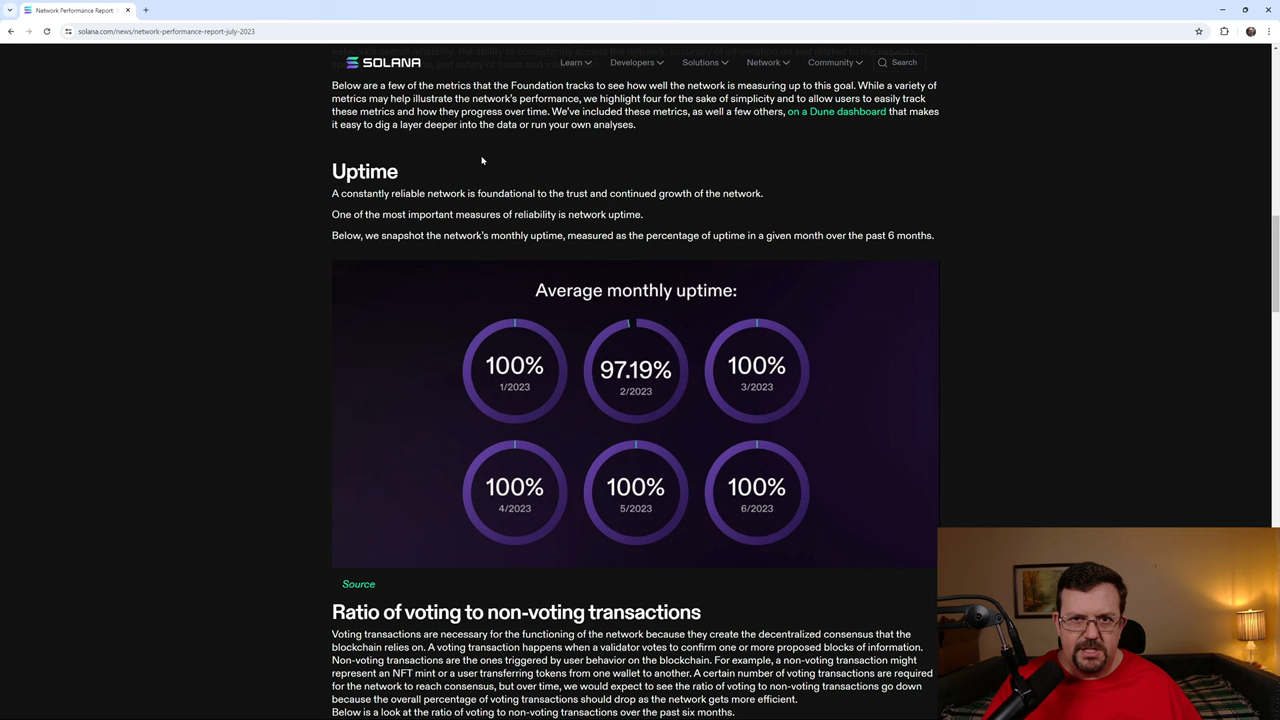 Network Performance Report:
solana.com/news/network-performance-report-july-2023
SOLANA
Learn
Developers
Solutions
Network
Community
Search
Below are a few of the metrics that the Foundation tracks to see how well the network is measuring up to this goal. While a variety of
metrics may help illustrate the network's performance, we highlight four for the sake of simplicity and to allow users to easily track
these metrics and how they progress over time. We've included these metrics, as well a few others, on a Dune dashboard that makes
it easy to dig a layer deeper into the data or run your own analyses.
Uptime
A constantly reliable network is foundational to the trust and continued growth of the network.
One of the most important measures of reliability is network uptime.
Below, we snapshot the network's monthly uptime, measured as the percentage of uptime in a given month over the past 6 months.
Average monthly uptime:
100%
1/2023
97.19%
2/2023
100%
3/2023
100%
4/2023
100%
5/2023
100%
6/2023
Source
Ratio of voting to non-voting transactions
Voting transactions are necessary for the functioning of the network because they create the decentralized consensus that the
blockchain relies on. A voting transaction happens when a validator votes to confirm one or more proposed blocks of information.
Non-voting transactions are the ones triggered by user behavior on the blockchain. For example, a non-voting transaction might
represent an NFT mint or a user transferring tokens from one wallet to another. A certain number of voting transactions are required
for the network to reach consensus, but over time, we would expect to see the ratio of voting to non-voting transactions go down
because the overall percentage of voting transactions should drop as the network gets more efficient.
Below is a look at the ratio of voting to non-voting transactions over the past six months.